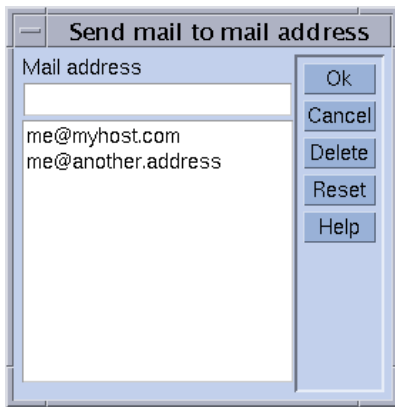 Send mail to mail address
Mail address
me@myhost.com
me@another.address
Ok
Cancel
Delete
Reset
Help